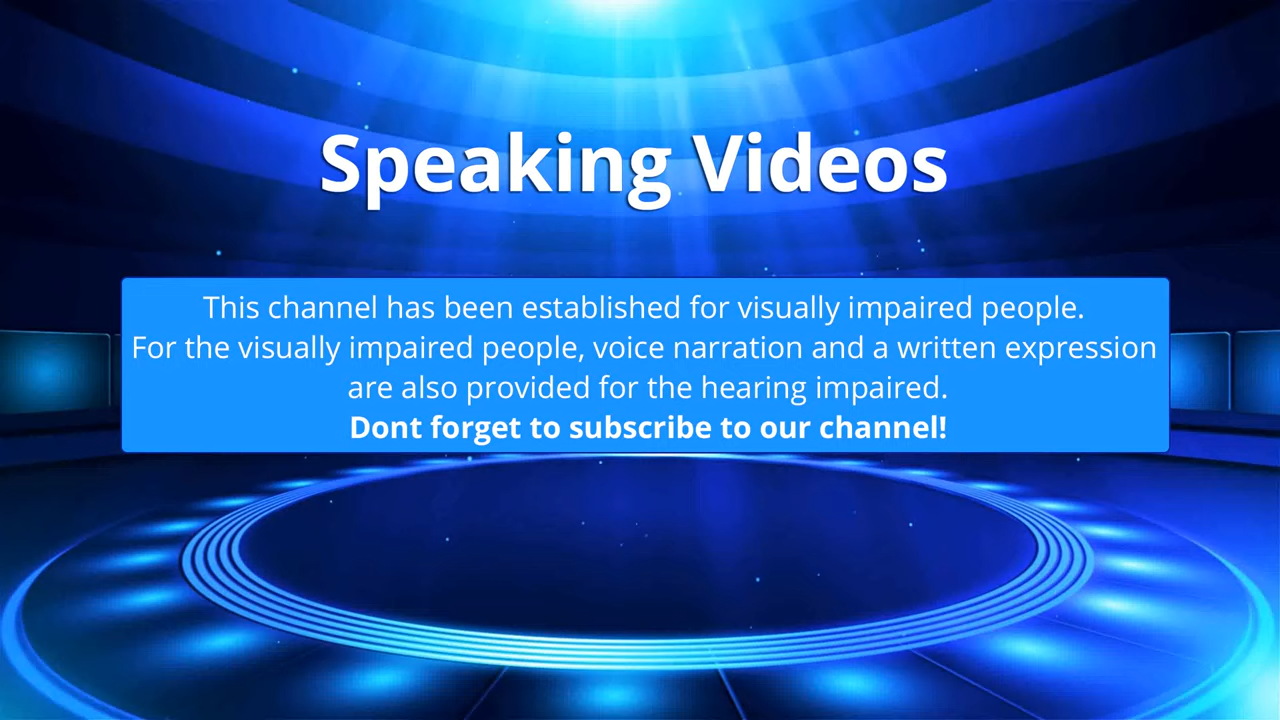 Speaking Videos
This channel has been established for visually impaired people.
For the visually impaired people, voice narration and a written expression
are also provided for the hearing impaired.
Dont forget to subscribe to our channel!